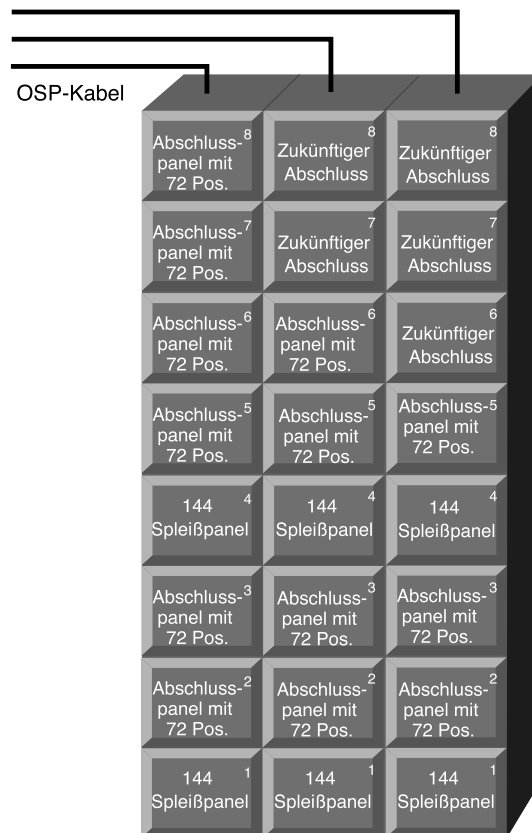 OSP-Kabel
8
Abschluss-
panel mit
72 Pos.
8
Zukünftiger
Abschluss
8
Zukünftiger
Abschluss
7
Abschluss-
panel mit
72 Pos.
7
Zukünftiger
Abschluss
7
Zukünftiger
Abschluss
6
Abschluss-
panel mit
72 Pos.
6
Abschluss-
panel mit
72 Pos.
6
Zukünftiger
Abschluss
5
Abschluss-
panel mit
72 Pos.
5
Abschluss-
panel mit
72 Pos.
5
Abschluss-
panel mit
72 Pos.
4
144
Spleißpanel
4
144
Spleißpanel
4
144
Spleißpanel
3
Abschluss-
panel mit
72 Pos.
3
Abschluss-
panel mit
72 Pos.
3
Abschluss-
panel mit
72 Pos.
2
Abschluss-
panel mit
72 Pos.
2
Abschluss-
panel mit
72 Pos.
2
Abschluss-
panel mit
72 Pos.
1
144
Spleißpanel
1
144
Spleißpanel
1
144
Spleißpanel